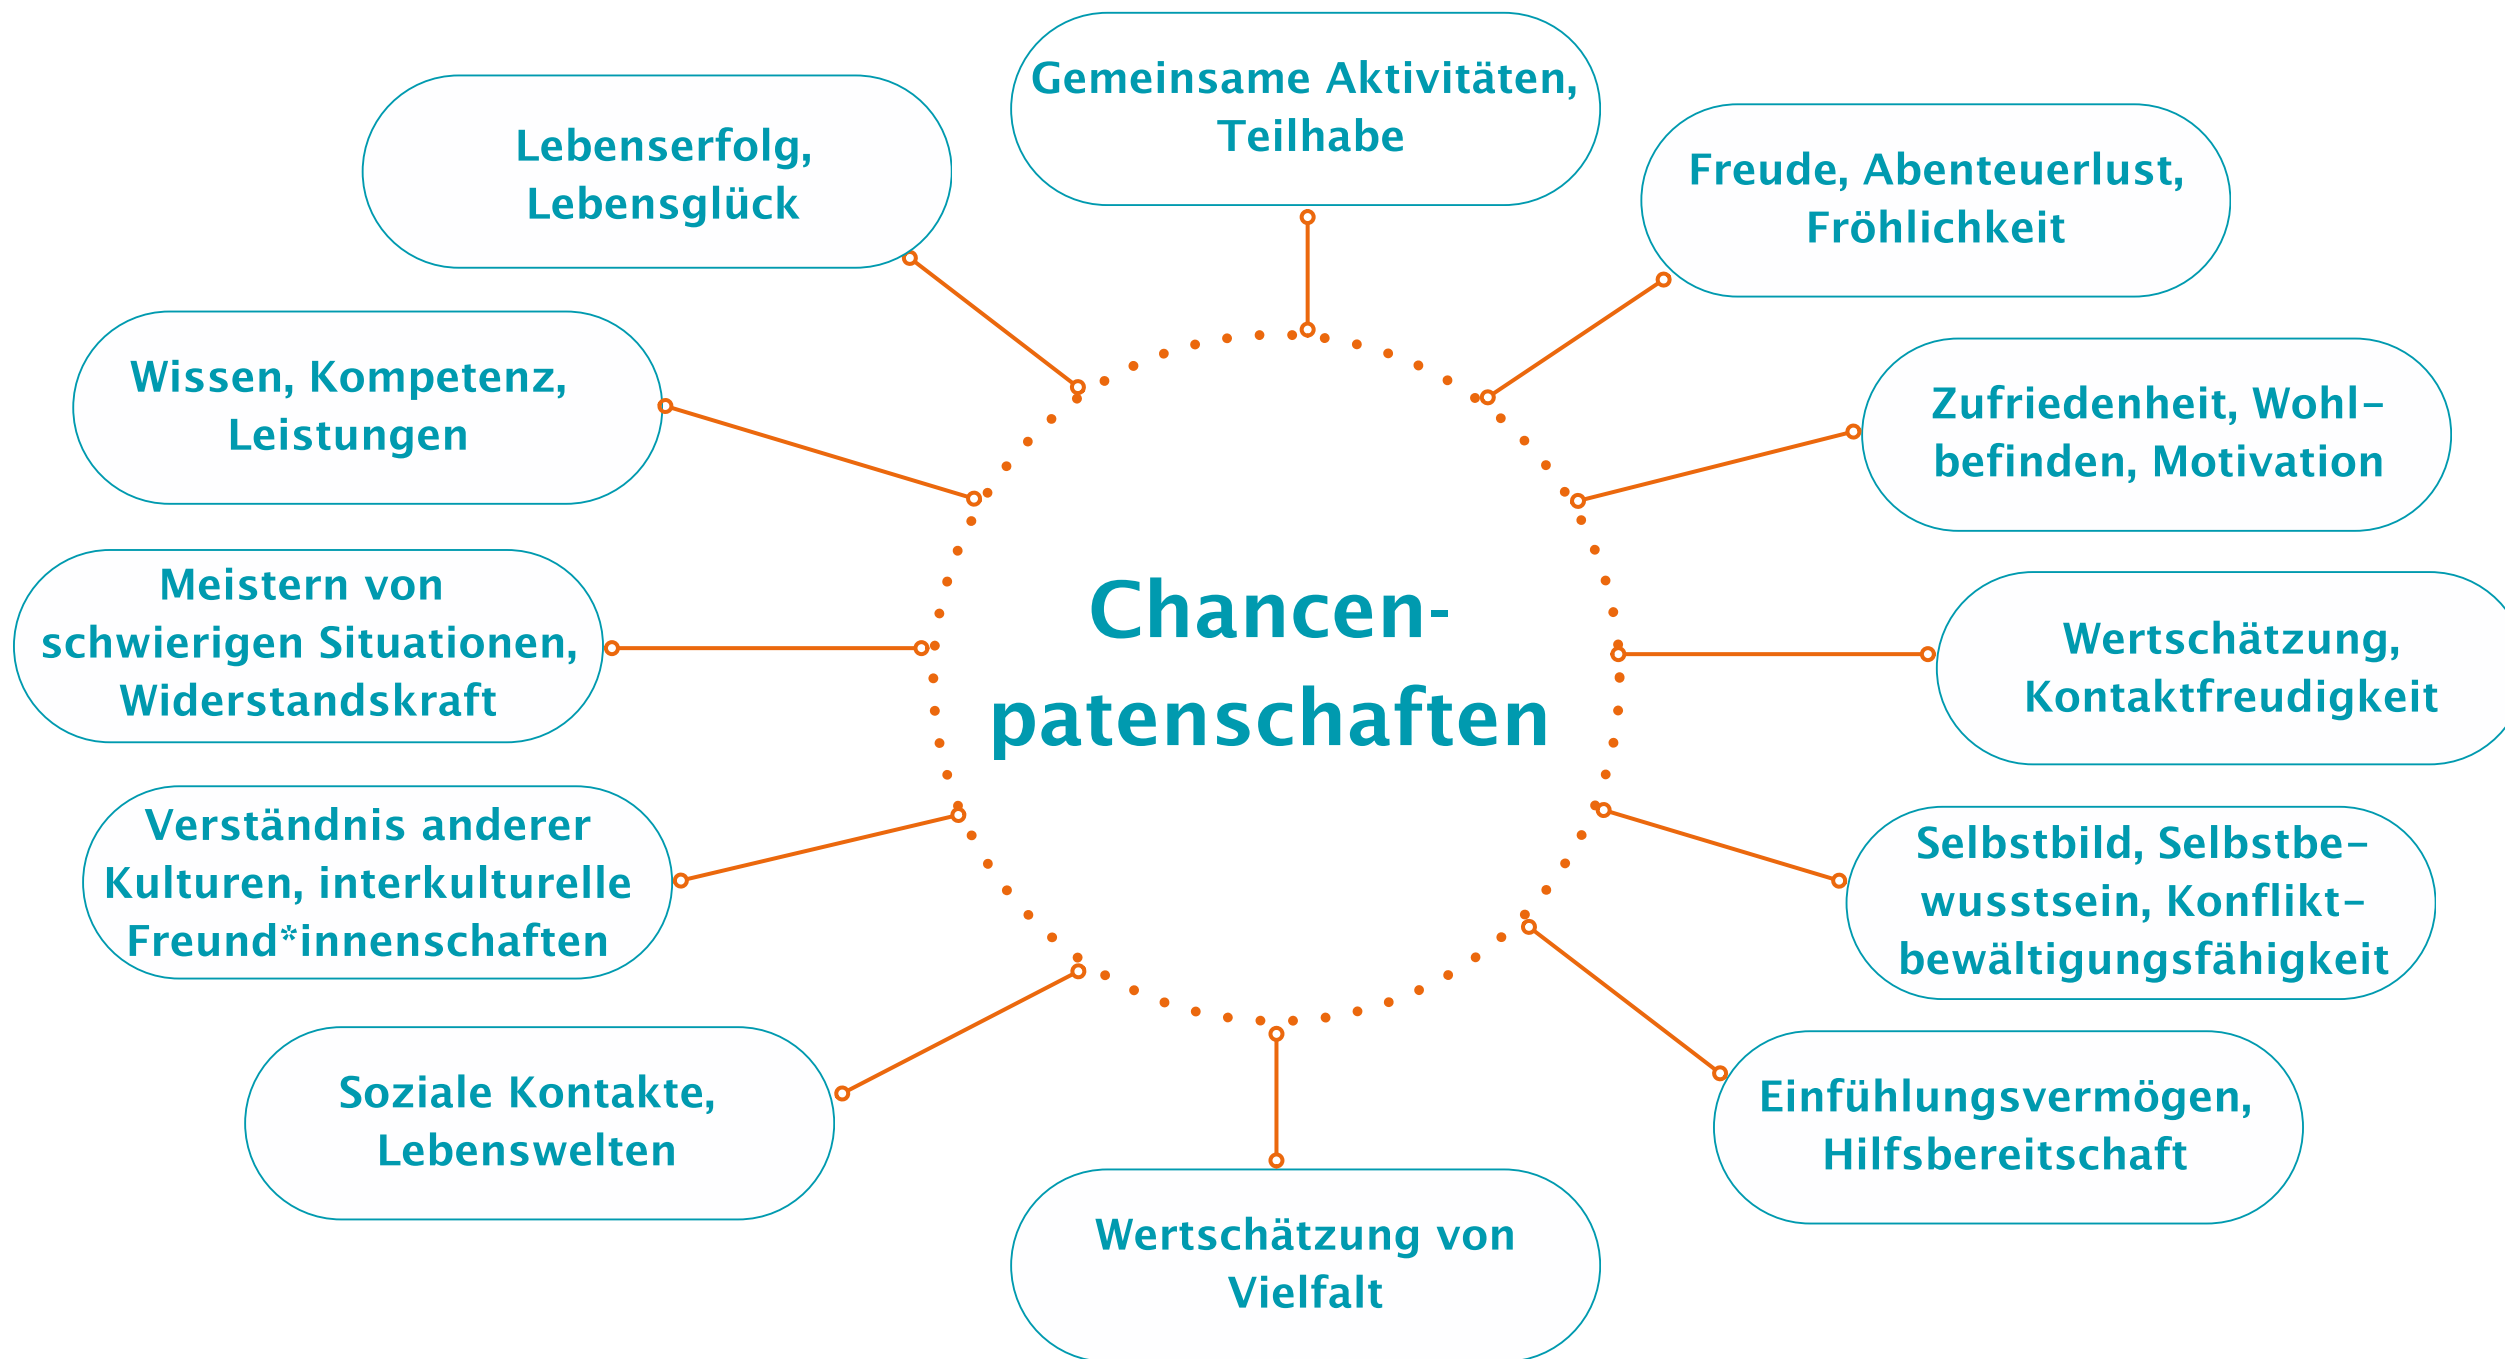 Gemeinsame Aktivitäten,
Teilhabe
Lebenserfolg,
Lebensglück
Freude, Abenteuerlust,
Fröhlichkeit
Wissen, Kompetenz,
Leistungen
Zufriedenheit, Wohl–
befinden, Motivation
Meistern von
schwierigen Situationen,
Widerstandskraft
Chancen-
patenschaften
Wertschätzung,
Kontaktfreudigkeit
Verständnis anderer
Kulturen, interkulturelle
Freund*innenschaften
Selbstbild, Selbstbe–
wusstsein, Konflikt–
bewältigungsfähigkeit
Soziale Kontakte,
Lebenswelten
Einfühlungsvermögen,
Hilfsbereitschaft
Wertschätzung von
Vielfalt